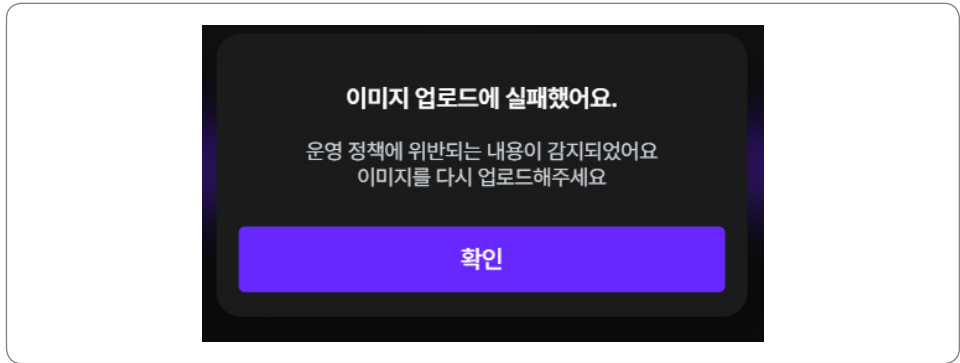 이미지 업로드에 실패했어요.
운영 정책에 위반되는 내용이 감지되었어요
이미지를 다시 업로드해주세요
확인